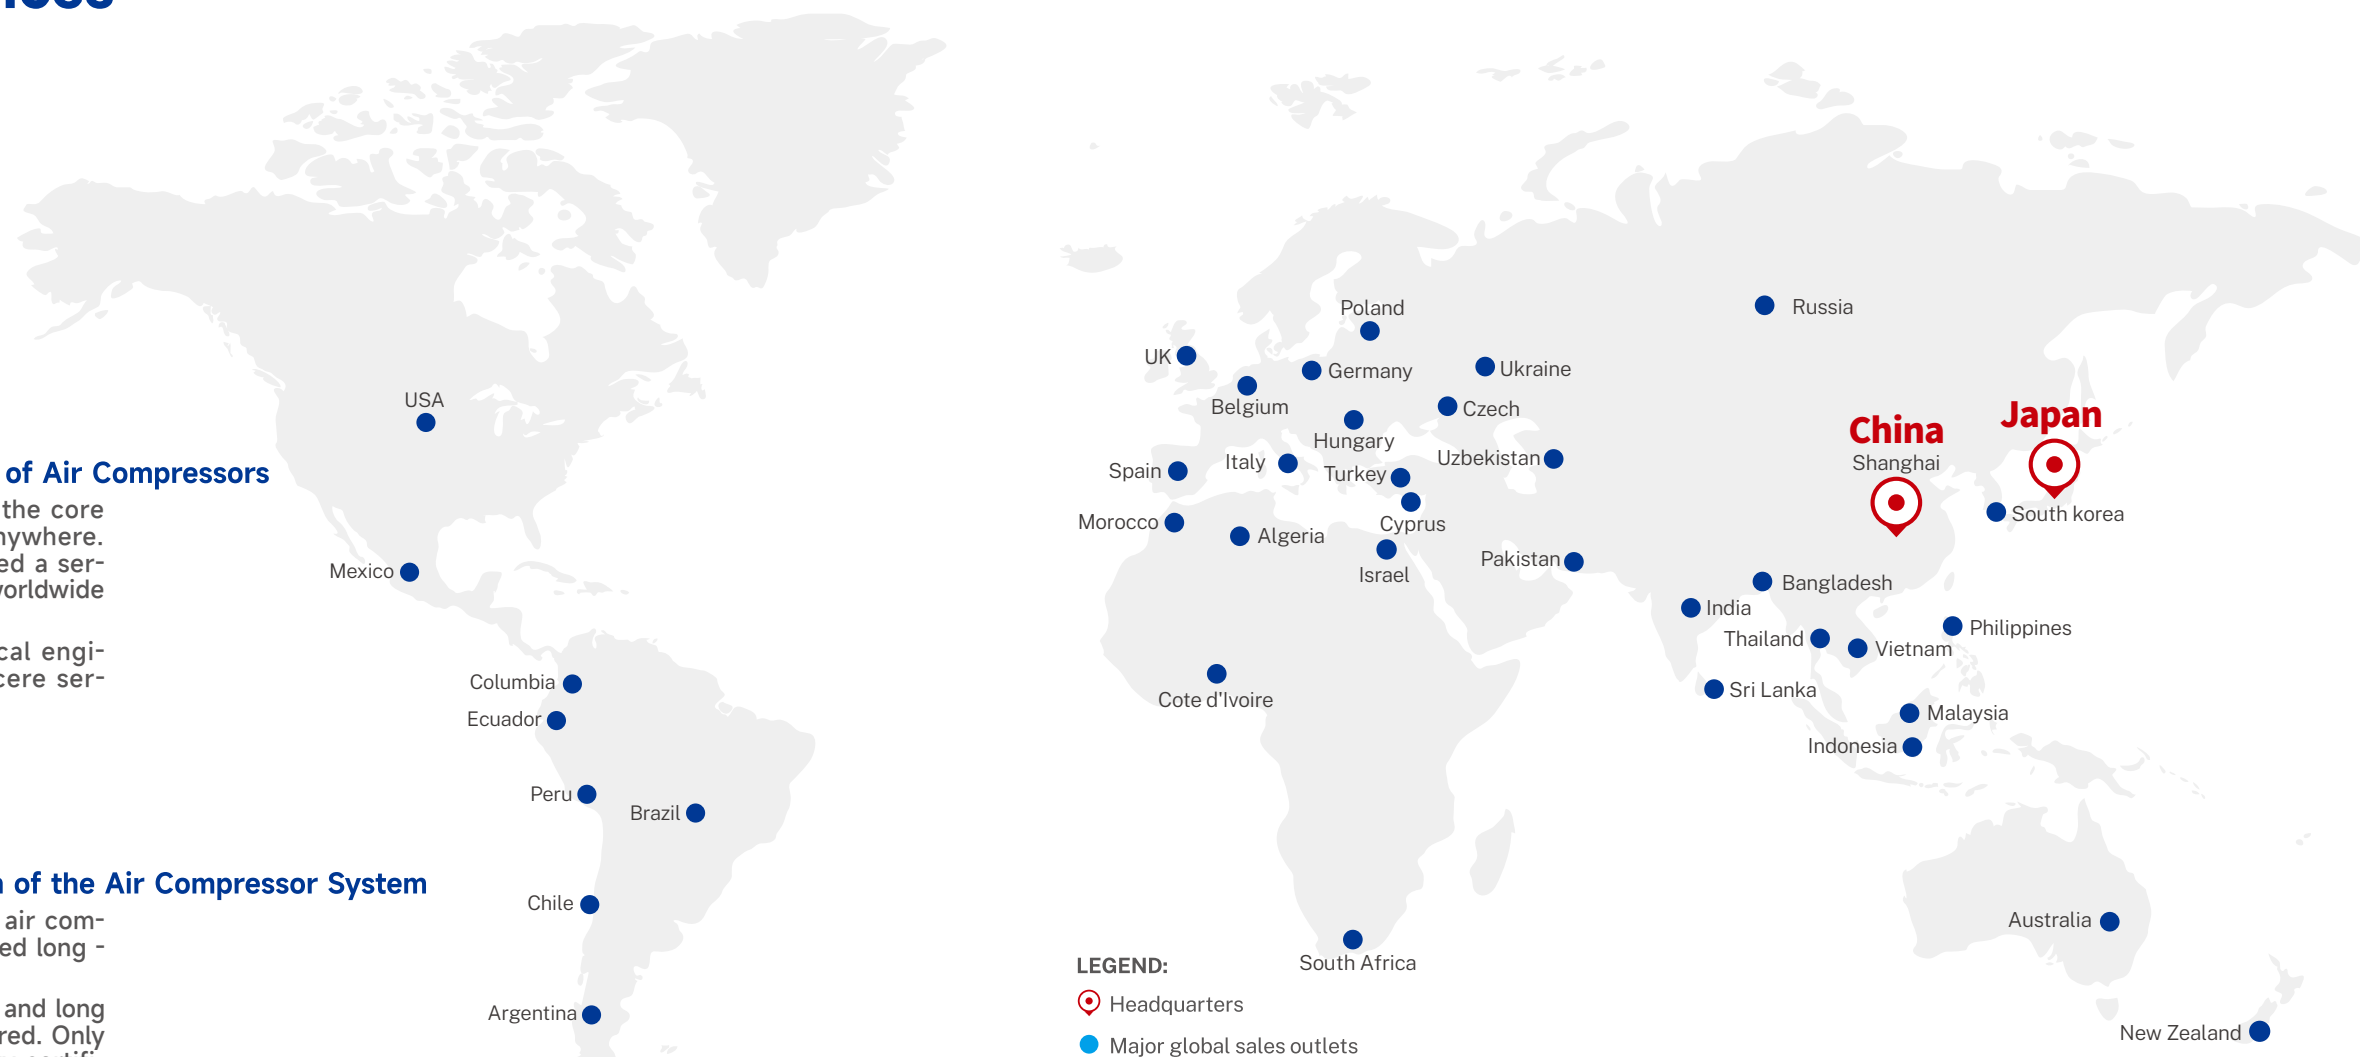 of Air Compressors
the core
nywhere.
ed a ser-
worldwide
cal engi-
cere ser-
of the Air Compressor System
air com-
ed long -
and long
red. Only
USA
Mexico
Columbia
Ecuador
Peru
Brazil
Chile
Argentina
Poland
UK
Germany
Belgium
Ukraine
Czech
Hungary
Spain
Italy
Turkey
Uzbekistan
Morocco
Algeria
Cyprus
Israel
Pakistan
Cote d'Ivoire
South Africa
Russia
China
Shanghai
Japan
South korea
Bangladesh
India
Thailand
Vietnam
Philippines
Sri Lanka
Malaysia
Indonesia
Australia
New Zealand
LEGEND:
Headquarters
Major global sales outlets